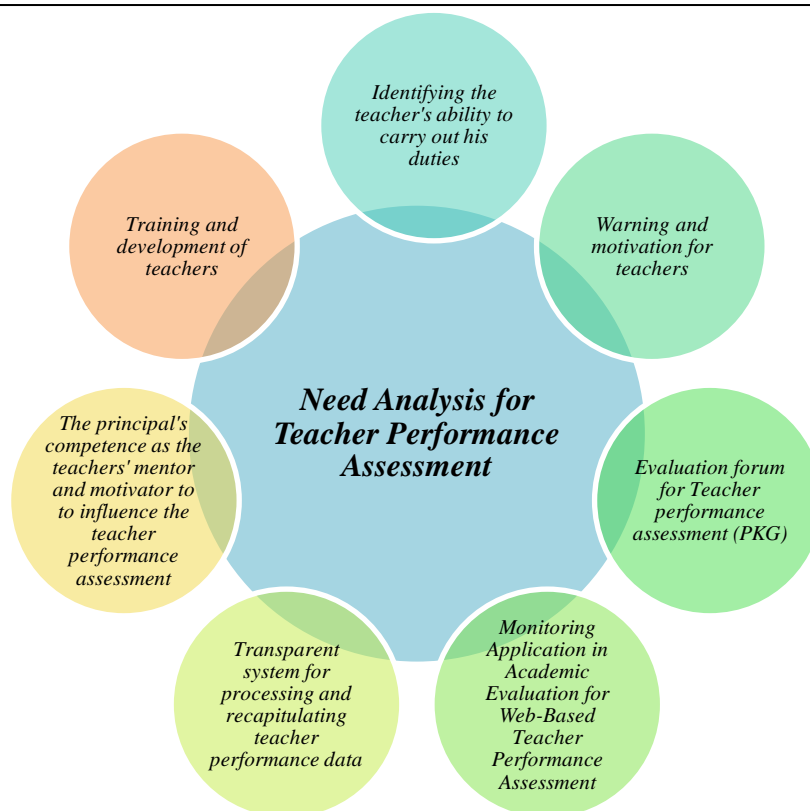 Identifying the
teacher's ability to
carry out his
duties
Warning and
motivation for
teachers
Evaluation forum
for Teacher
performance
assessment (PKG)
Monitoring
Application in
Academic
Evaluation for
Web-Based
Teacher
Performance
Assessment
Transparent
system for
processing and
recapitulating
teacher
performance data
The principal's
competence as the
teachers' mentor
and motivator to
to influence the
teacher
performance
assessment
Training and
development of
teachers
Need Analysis for
Teacher Performance
Assessment